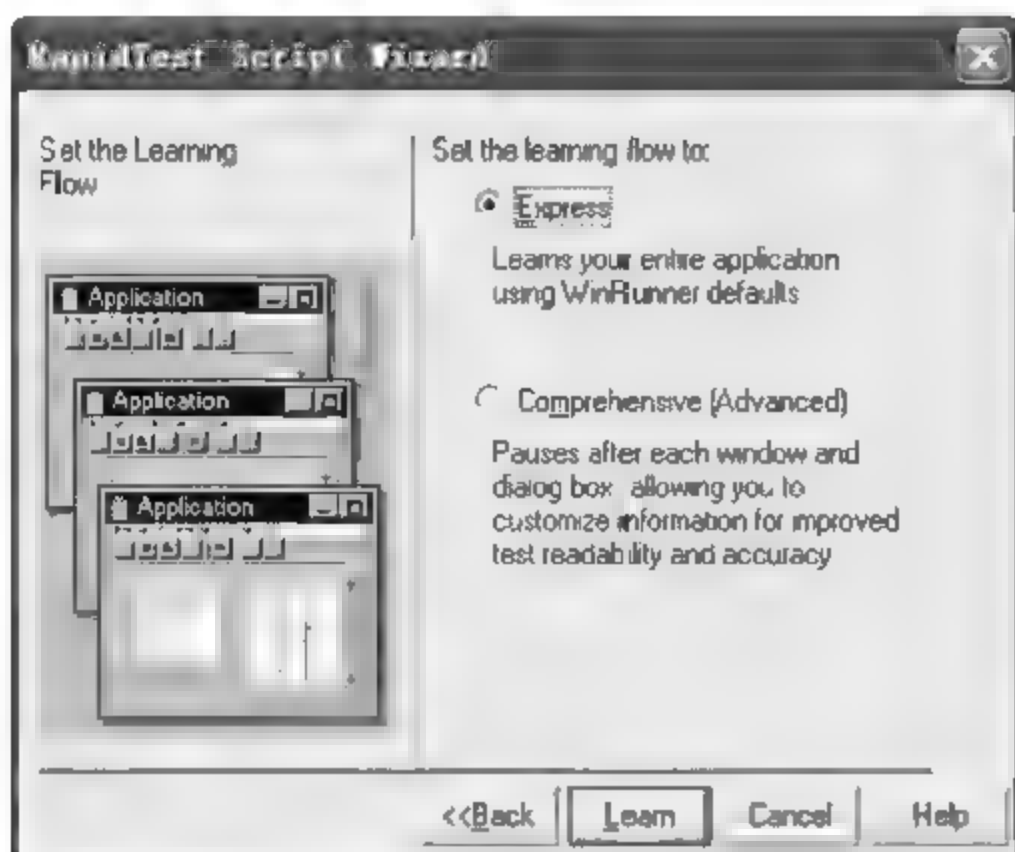 RapidTest Script Wizard
Set the Learning
Flow
Application
Application
Application
Set the learning flow to:
Express
Learns your entire application
using WinRunner defaults
Comprehensive (Advanced)
Pauses after each window and
dialog box allowing you to
customize information for improved
test readability and accuracy
<<Back
Learn
Cancel
Help